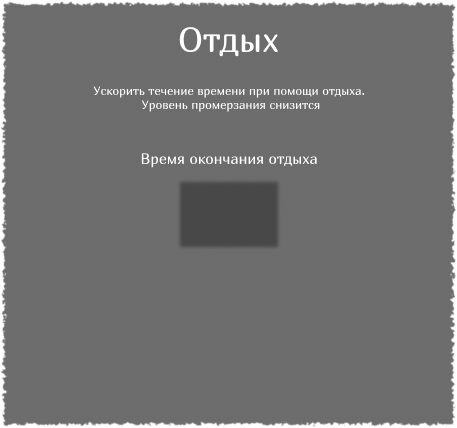 Отдых
Ускорить течение времени при помощи отдыха.
Уровень промерзания снизится
Время окончания отдыха